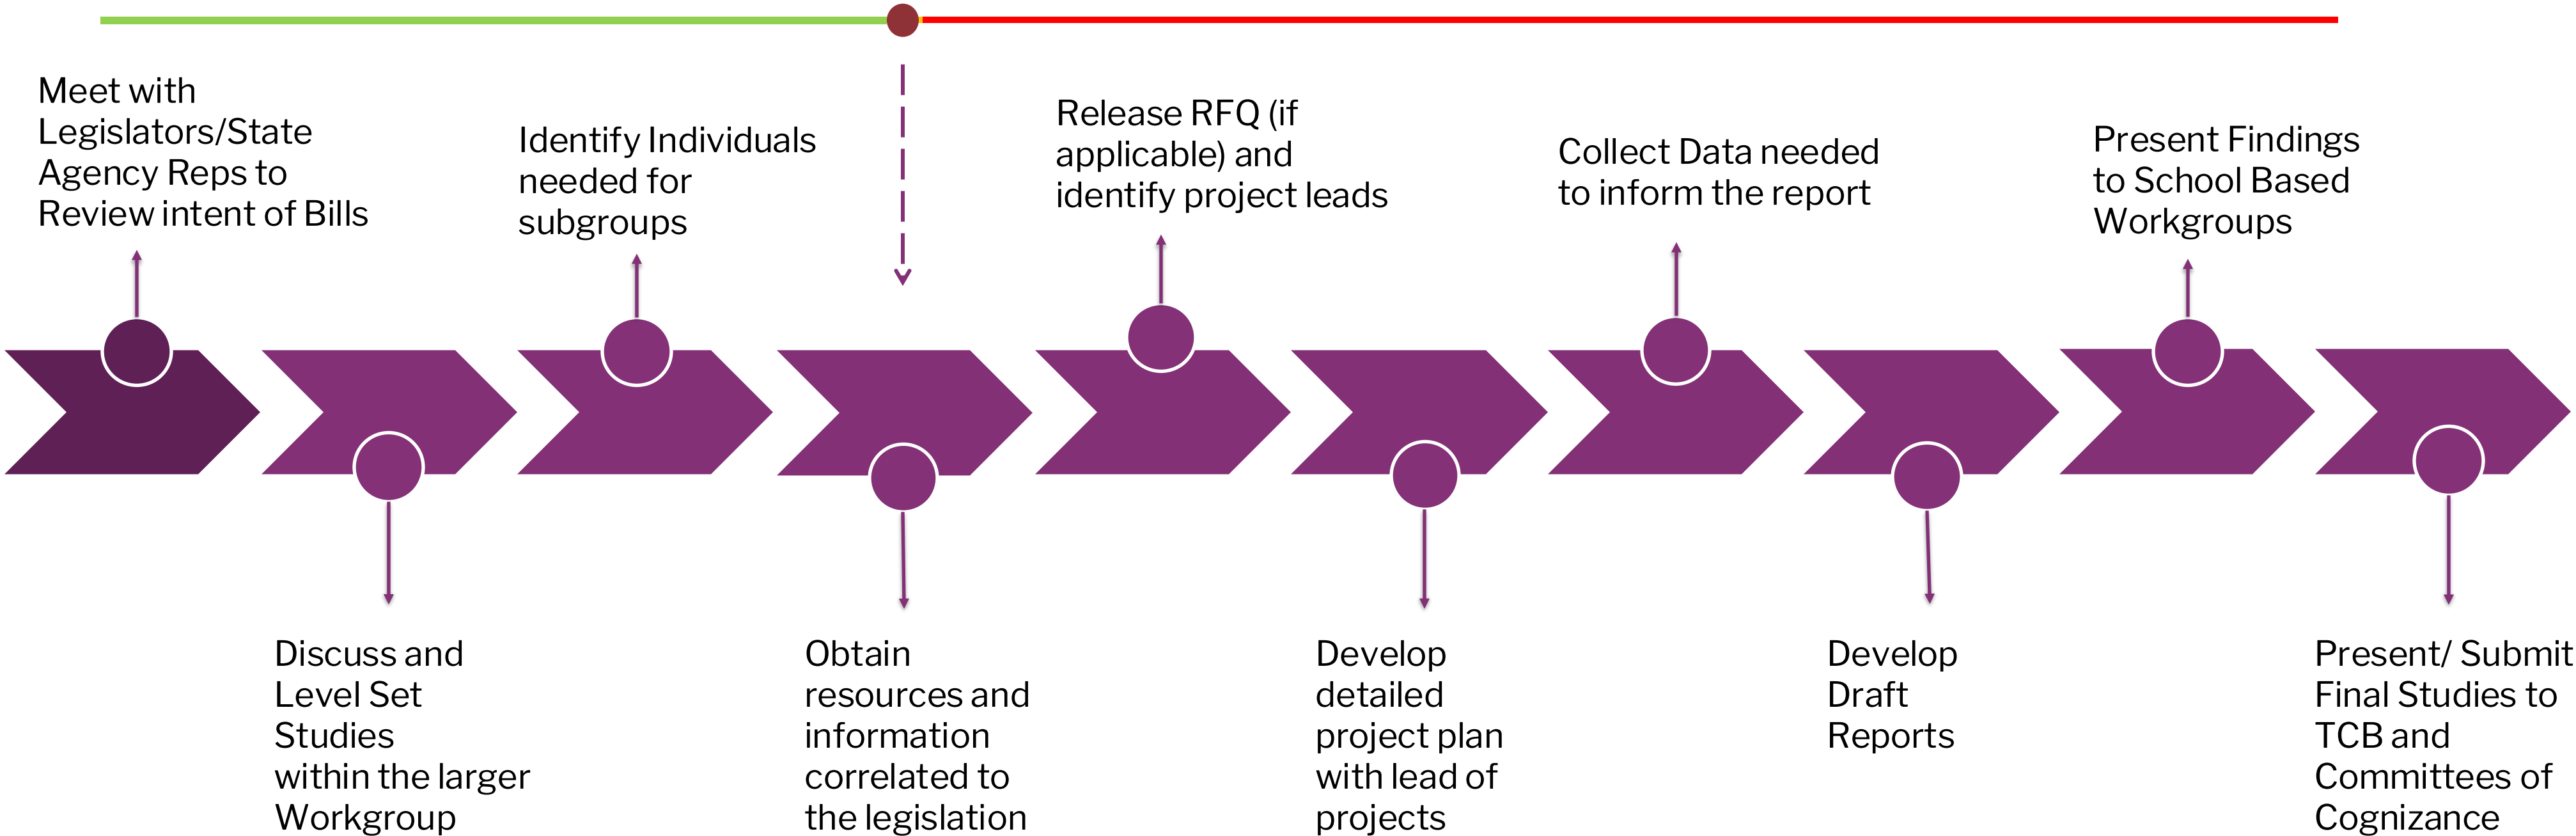 Meet with
Legislators/State
Agency Reps to
Review intent of Bills
Discuss and
Level Set
Studies
within the larger
Workgroup
Identify Individuals
needed for
subgroups
Obtain
resources and
information
correlated to
the legislation
Release RFQ (if
applicable) and
identify project leads
Develop
detailed
project plan
with lead of
projects
Collect Data needed
to inform the report
Develop
Draft
Reports
Present Findings
to School Based
Workgroups
Present/ Submit
Final Studies to
TCB and
Committees of
Cognizance